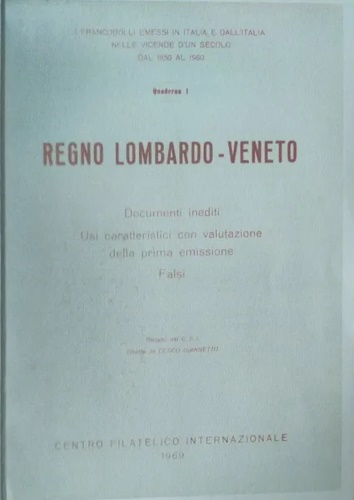 I FRANCOBOLLI EMESSI IN ITALIA E DALL'ITALIA
NELLE VICENDE D'UN SECOLO
DAL 1850 AL 1950
Quaderno 1
REGNO LOMBARDO - VENETO
Documenti inediti
Usi caratteristici con valutazione
della prima emissione
Falsi
C. F. I.
CENTRO FILATELICO INTERNAZIONALE
1969